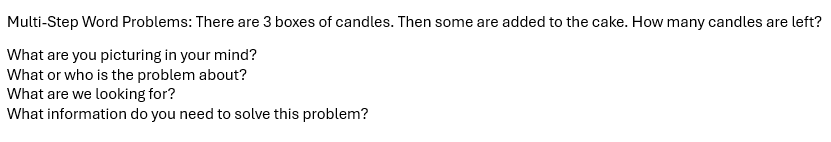 Multi-Step Word Problems: There are 3 boxes of candles. Then some are added to the cake. How many candles are left?
What are you picturing in your mind?
What or who is the problem about?
What are we looking for?
What information do you need to solve this problem?